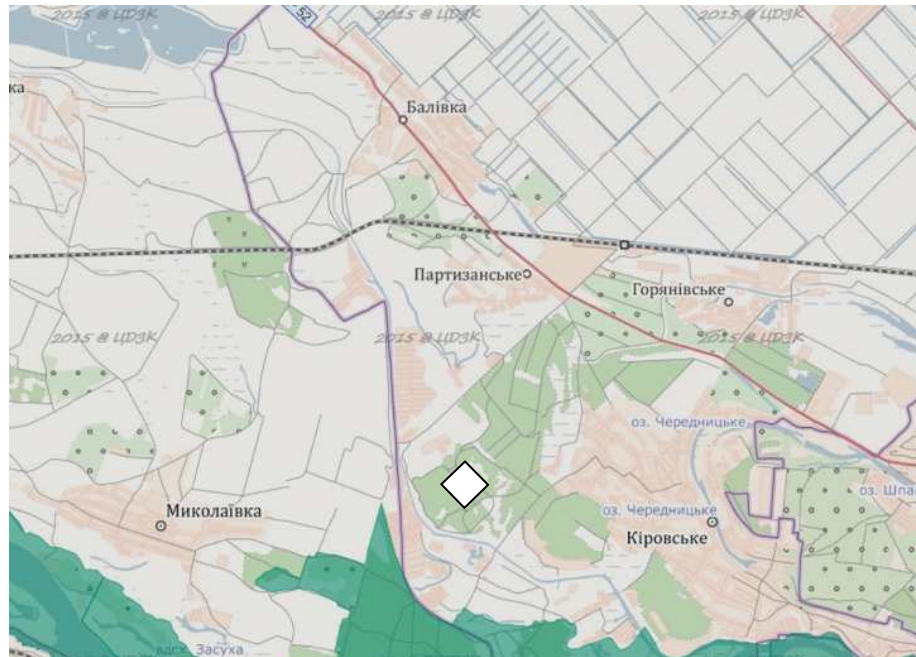 2015 @ ЦДЗК
52
2015 @ ЦДЗК
2015 @ ЦДЗК
ка
Балівка
Партизанське
Горянівське
2015 @ ЦДЗК
2015 @ ЦДЗК
2015 @ ЦДЗК
оз. Чередницьке
оз. Шпа
Миколаївка
оз. Чередницьке
Кіровське
вдсх. Засуха